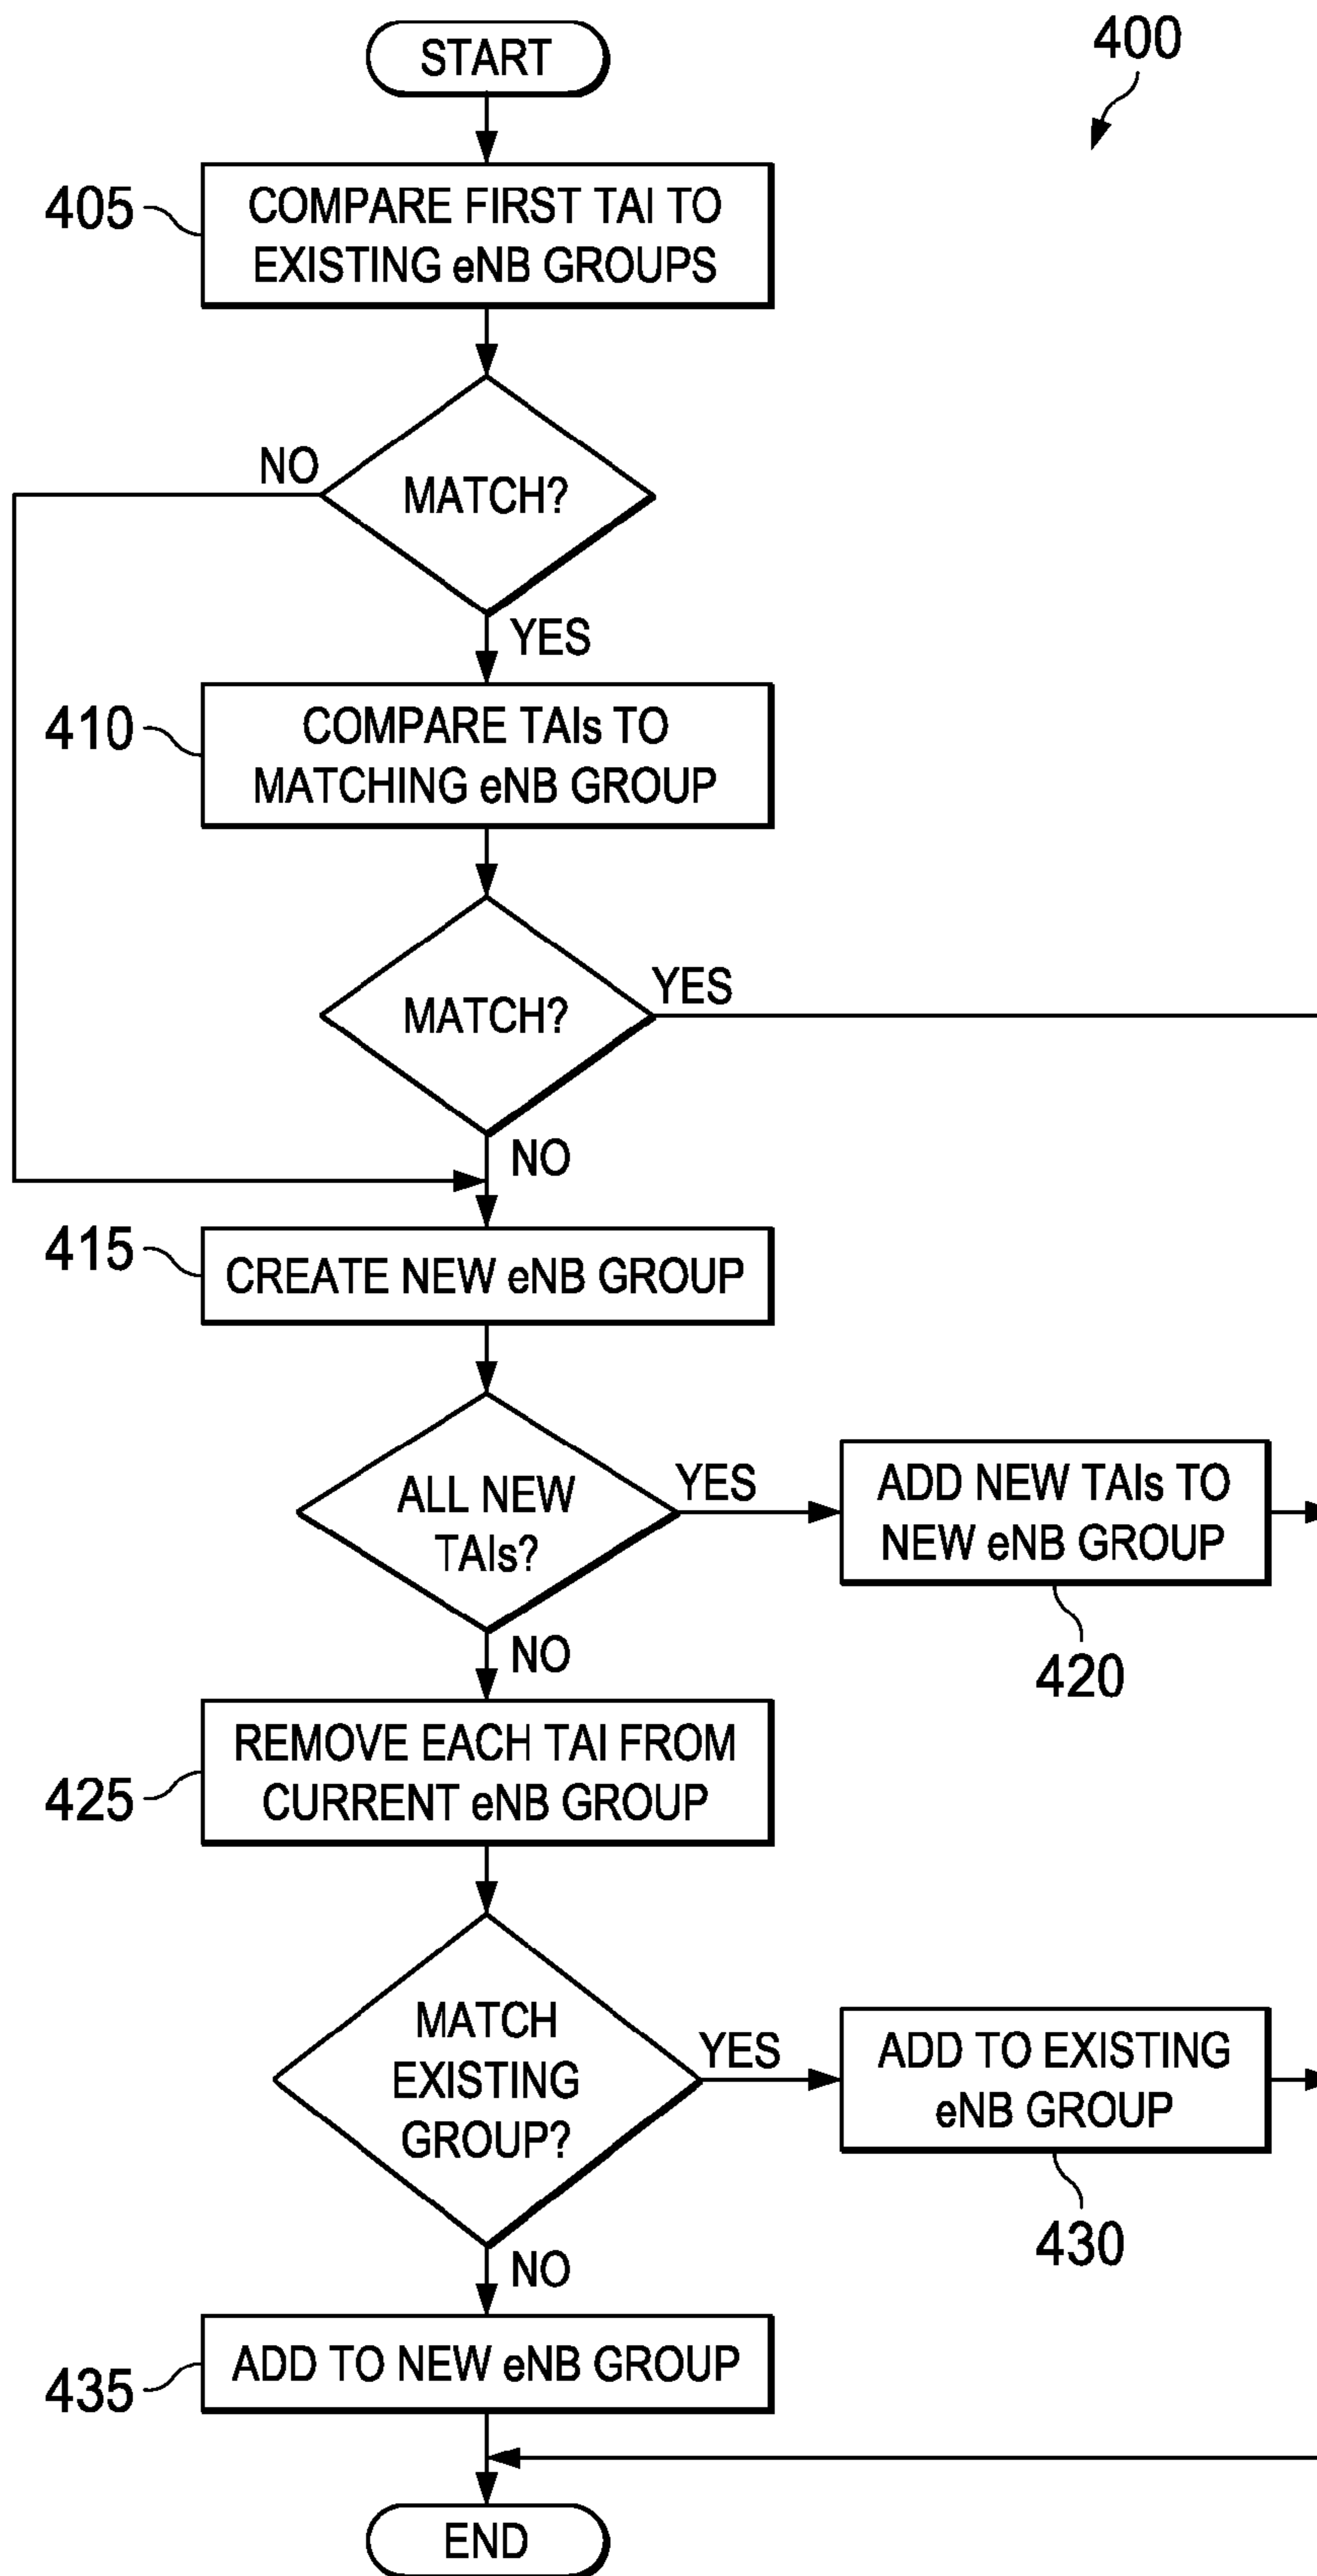 START
400
405
COMPARE FIRST TAI TO
EXISTING eNB GROUPS
NO
MATCH?
YES
410
COMPARE TAIs TO
MATCHING eNB GROUP
YES
MATCH?
NO
415
CREATE NEW eNB GROUP
ALL NEW
TAIs?
YES
ADD NEW TAIs TO
NEW eNB GROUP
420
NO
425
REMOVE EACH TAI FROM
CURRENT eNB GROUP
MATCH
EXISTING
GROUP?
YES
ADD TO EXISTING
eNB GROUP
430
NO
435
ADD TO NEW eNB GROUP
END